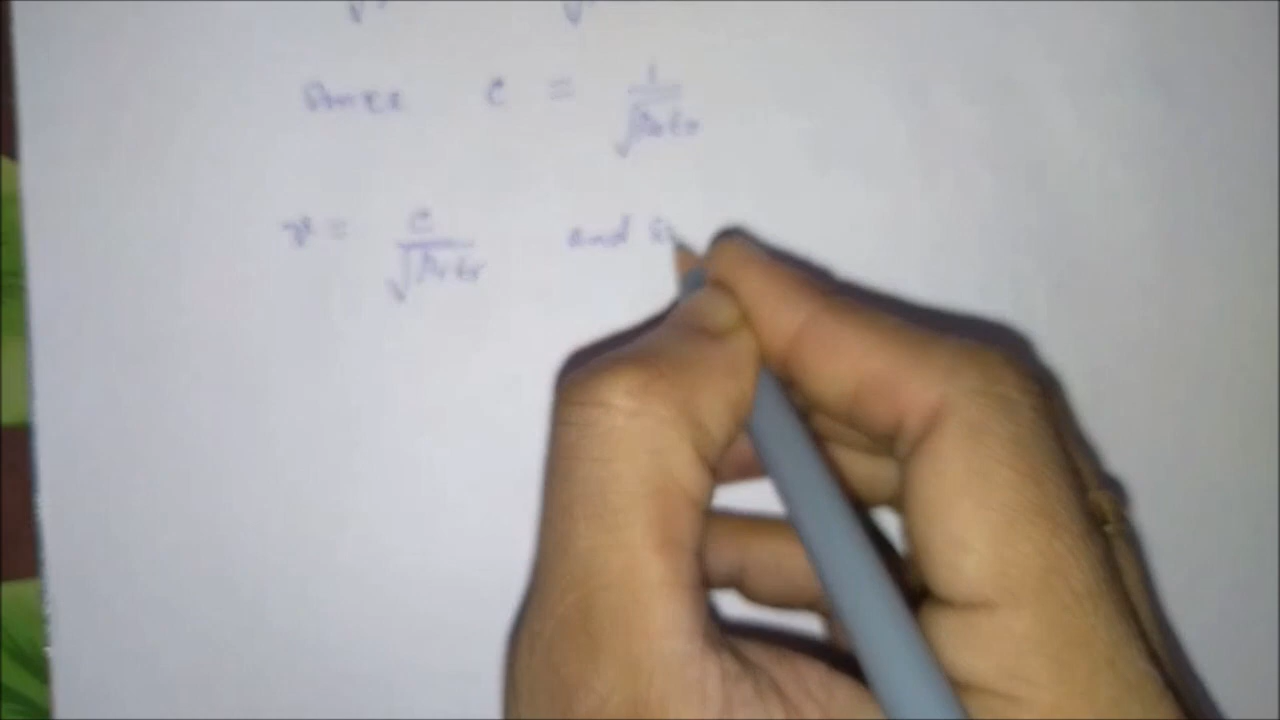 Since c = 1/√μ₀ε₀
v = c/√μᵣεᵣ and